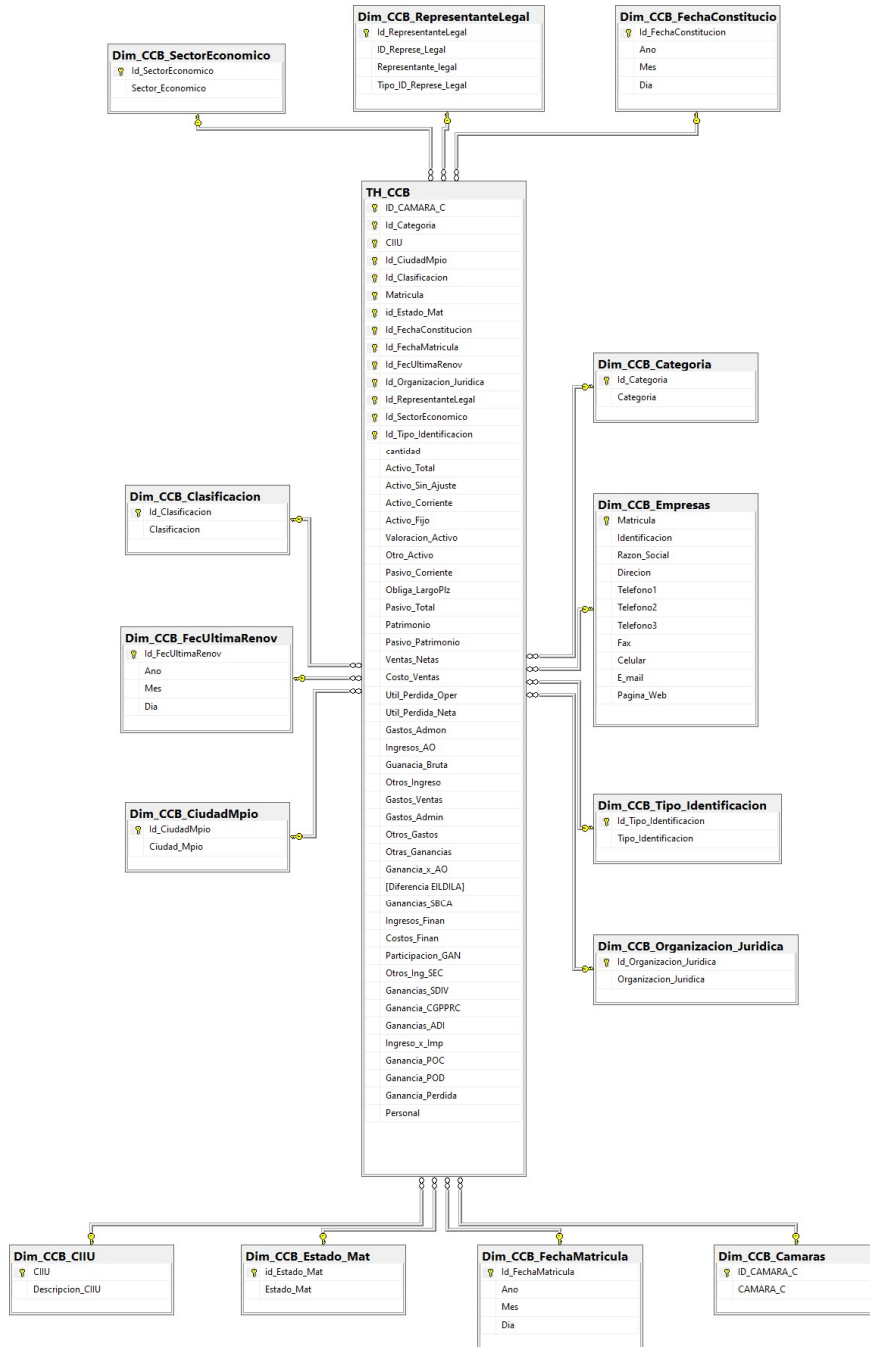 Dim_CCB_RepresentanteLegal
Id_RepresentanteLegal
ID_Represe_Legal
Representante_legal
Tipo_ID_Represe_Legal
Dim_CCB_FechaConstitucio
Id_FechaConstitucion
Ano
Mes
Dia
Dim_CCB_SectorEconomico
Id_SectorEconomico
Sector_Economico
TH_CCB
ID_CAMARA_C
Id_Categoria
CIIU
Id_CiudadMpio
Id_Clasificacion
Matricula
id_Estado_Mat
Id_FechaConstitucion
Id_FechaMatricula
Id_FecUltimaRenov
Id_Organizacion_Juridica
Id_RepresentanteLegal
Id_SectorEconomico
Id_Tipo_Identificacion
cantidad
Activo_Total
Activo_Sin_Ajuste
Activo_Corriente
Activo_Fijo
Valoracion_Activo
Otro_Activo
Pasivo_Corriente
Obliga_LargoPlz
Pasivo_Total
Patrimonio
Pasivo_Patrimonio
Ventas_Netas
Costo_Ventas
Util_Perdida_Oper
Util_Perdida_Neta
Gastos_Admon
Ingresos_AO
Guanacia_Bruta
Otros_Ingreso
Gastos_Ventas
Gastos_Admin
Otros_Gastos
Otras_Ganancias
Ganancia_x_AO
[Diferencia EILDILA]
Ganancias_SBCA
Ingresos_Finan
Costos_Finan
Participacion_GAN
Otros_Ing_SEC
Ganancias_SDIV
Ganancia_CGPPRC
Ganancias_ADI
Ingreso_x_Imp
Ganancia_POC
Ganancia_POD
Ganancia_Perdida
Personal
Dim_CCB_Categoria
Id_Categoria
Categoria
Dim_CCB_Clasificacion
Id_Clasificacion
Clasificacion
Dim_CCB_Empresas
Matricula
Identificacion
Razon_Social
Direcion
Telefono1
Telefono2
Telefono3
Fax
Celular
E_mail
Pagina_Web
Dim_CCB_FecUltimaRenov
Id_FecUltimaRenov
Ano
Mes
Dia
Dim_CCB_Tipo_Identificacion
Id_Tipo_Identificacion
Tipo_Identificacion
Dim_CCB_CiudadMpio
Id_CiudadMpio
Ciudad_Mpio
Dim_CCB_Organizacion_Juridica
Id_Organizacion_Juridica
Organizacion_Juridica
Dim_CCB_CIIU
CIIU
Descripcion_CIIU
Dim_CCB_Estado_Mat
id_Estado_Mat
Estado_Mat
Dim_CCB_FechaMatricula
Id_FechaMatricula
Ano
Mes
Dia
Dim_CCB_Camaras
ID_CAMARA_C
CAMARA_C